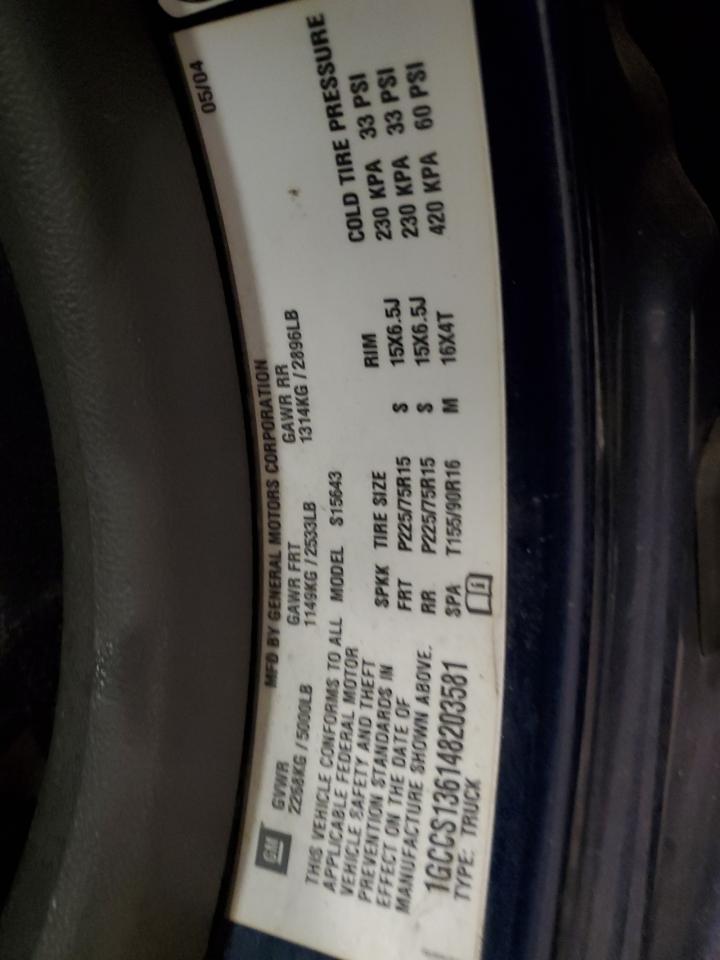 GM
MFD BY GENERAL MOTORS CORPORATION 05/04
GVWR GAWR FRT GAWR RR
2268KG / 5000LB 1149KG / 2533LB 1314KG / 2896LB
THIS VEHICLE CONFORMS TO ALL
APPLICABLE FEDERAL MOTOR
VEHICLE SAFETY AND THEFT
PREVENTION STANDARDS IN
EFFECT ON THE DATE OF
MANUFACTURE SHOWN ABOVE.
1GCCS136148203581
TYPE: TRUCK
MODEL S15643
SPKK TIRE SIZE RIM COLD TIRE PRESSURE
FRT P225/75R15 S 15X6.5J 230 KPA 33 PSI
RR P225/75R15 S 15X6.5J 230 KPA 33 PSI
SPA T155/90R16 M 16X4T 420 KPA 60 PSI